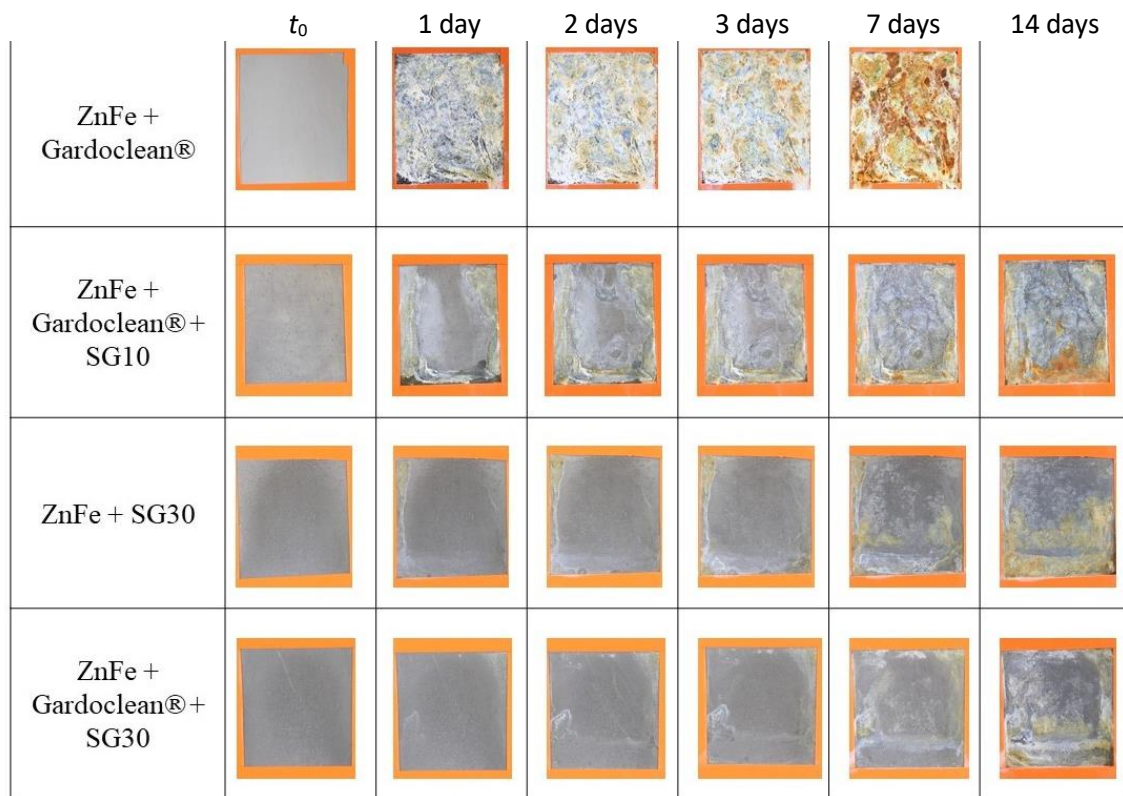 t₀ 1 day 2 days 3 days 7 days 14 days
ZnFe +
Gardoclean®
ZnFe +
Gardoclean® +
SG10
ZnFe + SG30
ZnFe +
Gardoclean® +
SG30